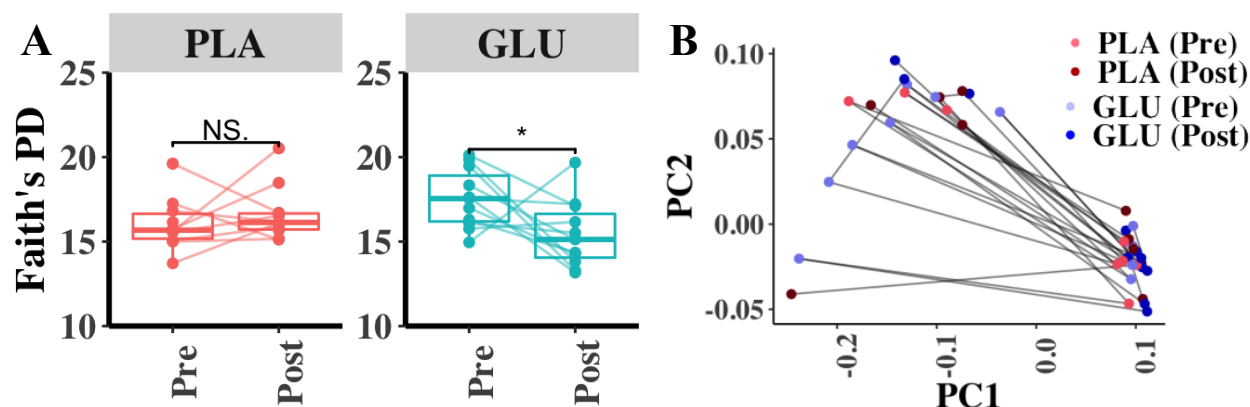 A
PLA
GLU
Faith's PD
25
20
15
10
NS.
Pre
Post
25
20
15
10
*
Pre
Post
B
PLA (Pre)
PLA (Post)
GLU (Pre)
GLU (Post)
PC2
0.10
0.05
0.00
-0.05
-0.2
-0.1
0.0
0.1
PC1